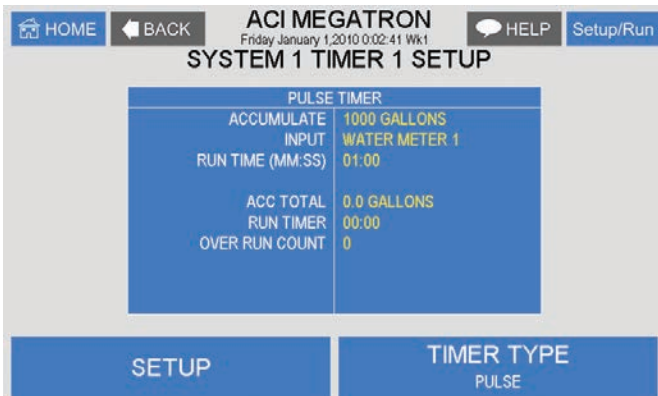 HOME
BACK
ACI MEGATRON
Friday January 1,2010 0:02:41 Wk1
HELP
Setup/Run
SYSTEM 1 TIMER 1 SETUP
PULSE TIMER
ACCUMULATE 1000 GALLONS
INPUT WATER METER 1
RUN TIME (MM:SS) 01:00
ACC TOTAL 0.0 GALLONS
RUN TIMER 00:00
OVER RUN COUNT 0
SETUP
TIMER TYPE
PULSE